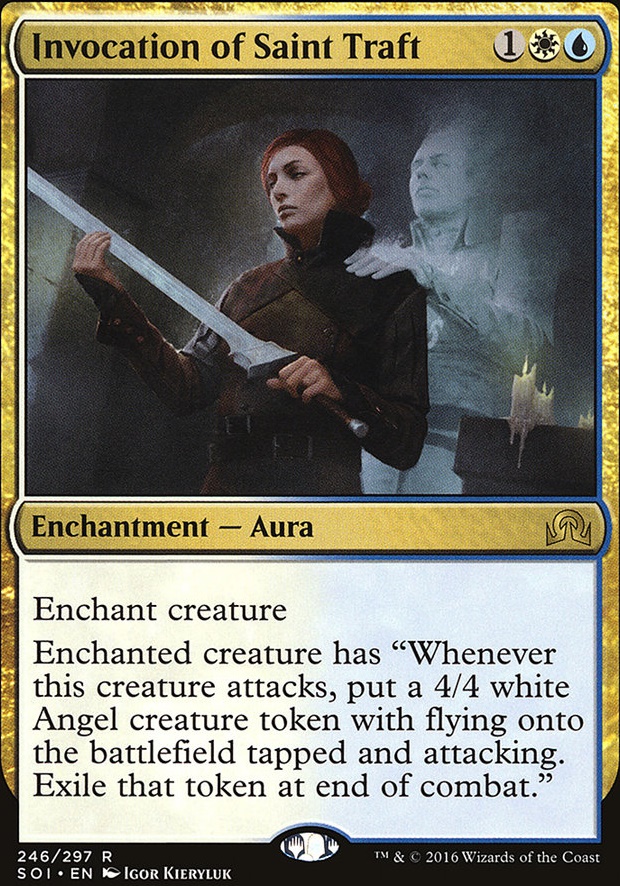 Invocation of Saint Traft 1
Enchantment — Aura
Enchant creature
Enchanted creature has “Whenever
this creature attacks, put a 4/4 white
Angel creature token with flying onto
the battlefield tapped and attacking.
Exile that token at end of combat.”
246/297 R
SOI • EN Igor Kieryluk
™ & © 2016 Wizards of the Coast